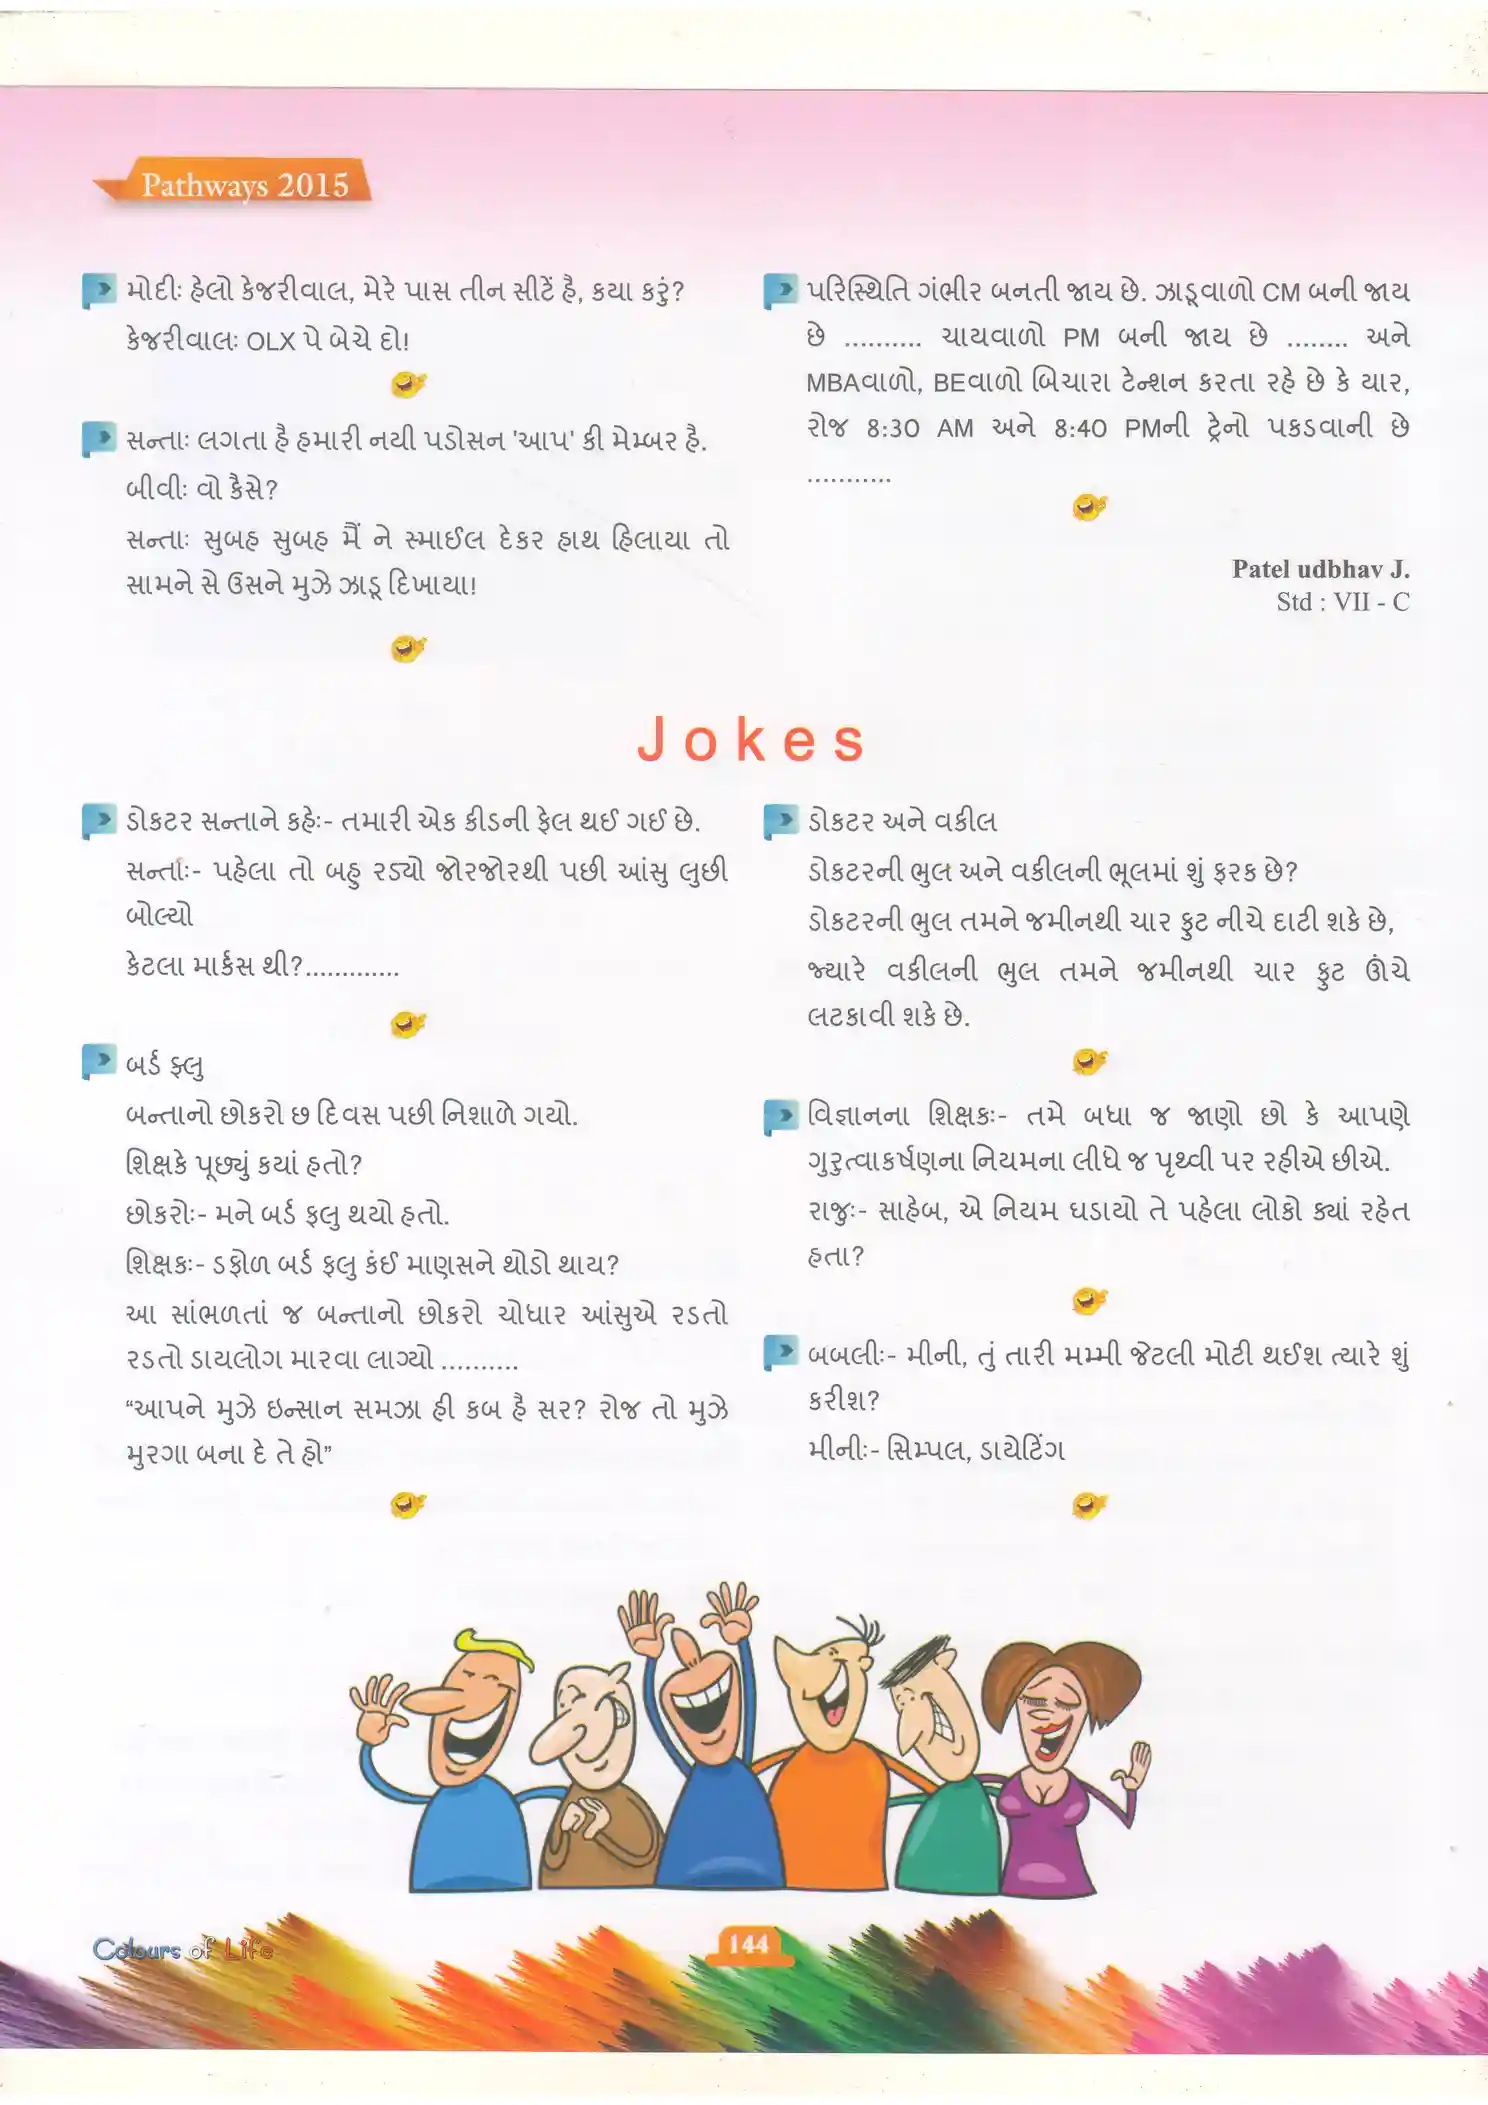 Pathways 2015
મોદીઃ હેલો કેજરીવાલ, મેરે પાસ તીન સીટેં હૈ, કયા કરું?
કેજરીવાલઃ OLX પે બેચે દો!
સન્તાઃ લગતા હૈ હમારી નયી પડોસન 'આપ' કી મેમ્બર હૈ.
બીવીઃ વો કૈસે?
સન્તાઃ સુબહ સુબહ મૈં ને સ્માઈલ દેકર હાથ હિલાયા તો
સામને સે ઉસને મુઝે ઝાડૂ દિખાયા!
પરિસ્થિતિ ગંભીર બનતી જાય છે. ઝાડૂવાળો CM બની જાય
છે .......... ચાયવાળો PM બની જાય છે ........ અને
MBAવાળો, BEવાળો બિચારા ટેન્શન કરતા રહે છે કે યાર,
રોજ 8:30 AM અને 8:40 PMની ટ્રેનો પકડવાની છે
...........
Patel udbhav J.
Std : VII - C
Jokes
ડોકટર સન્તાને કહેઃ- તમારી એક કીડની ફેલ થઈ ગઈ છે.
સન્તાઃ- પહેલા તો બહુ રડ્યો જોરજોરથી પછી આંસુ લુછી
બોલ્યો
કેટલા માર્કસ થી?.............
બર્ડ ફ્લુ
બન્તાનો છોકરો છ દિવસ પછી નિશાળે ગયો.
શિક્ષકે પૂછ્યું કયાં હતો?
છોકરોઃ- મને બર્ડ ફલુ થયો હતો.
શિક્ષકઃ- ડફોળ બર્ડ ફલુ કંઈ માણસને થોડો થાય?
આ સાંભળતાં જ બન્તાનો છોકરો ચોધાર આંસુએ રડતો
રડતો ડાયલોગ મારવા લાગ્યો ..........
“આપને મુઝે ઇન્સાન સમઝા હી કબ હૈ સર? રોજ તો મુઝે
મુરગા બના દે તે હો”
ડોકટર અને વકીલ
ડોકટરની ભુલ અને વકીલની ભૂલમાં શું ફરક છે?
ડોકટરની ભુલ તમને જમીનથી ચાર ફુટ નીચે દાટી શકે છે,
જ્યારે વકીલની ભુલ તમને જમીનથી ચાર ફુટ ઊંચે
લટકાવી શકે છે.
વિજ્ઞાનના શિક્ષકઃ- તમે બધા જ જાણો છો કે આપણે
ગુરુત્વાકર્ષણના નિયમના લીધે જ પૃથ્વી પર રહીએ છીએ.
રાજુઃ- સાહેબ, એ નિયમ ઘડાયો તે પહેલા લોકો ક્યાં રહેત
હતા?
બબલીઃ- મીની, તું તારી મમ્મી જેટલી મોટી થઈશ ત્યારે શું
કરીશ?
મીનીઃ- સિમ્પલ, ડાયેટિંગ
Colours of Life
144